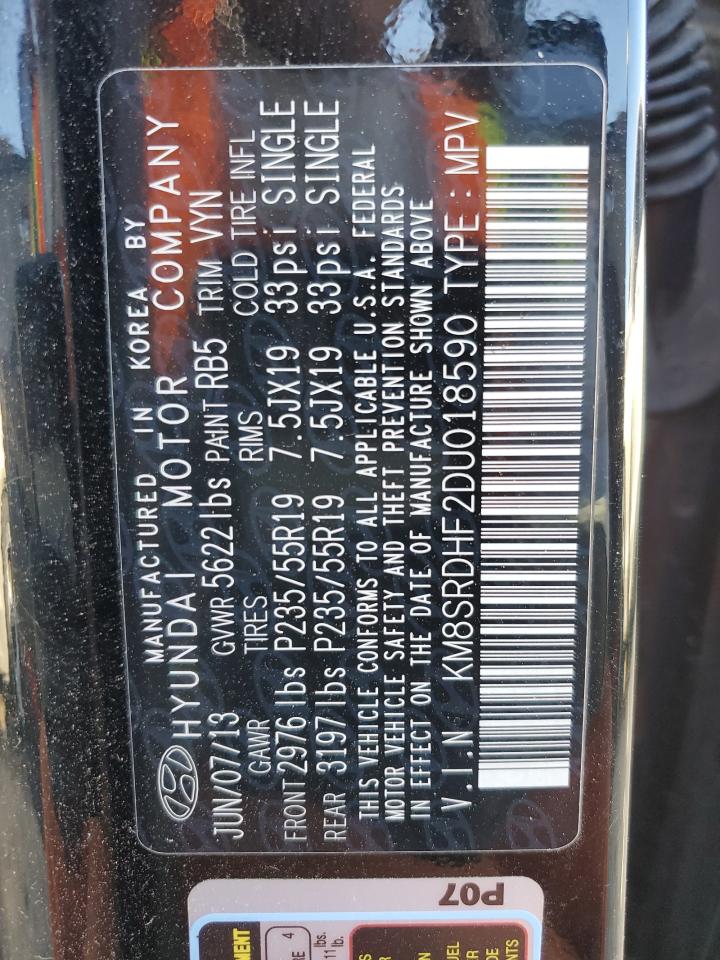 MANUFACTURED IN KOREA BY
HYUNDAI MOTOR COMPANY
JUN/07/13 GVWR 5622 lbs PAINT RB5 TRIM VYN
GAWR TIRES RIMS COLD TIRE INFL
FRONT 2976 lbs P235/55R19 7.5JX19 33psi SINGLE
REAR 3197 lbs P235/55R19 7.5JX19 33psi SINGLE
THIS VEHICLE CONFORMS TO ALL APPLICABLE U.S.A. FEDERAL
MOTOR VEHICLE SAFETY AND THEFT PREVENTION STANDARDS
IN EFFECT ON THE DATE OF MANUFACTURE SHOWN ABOVE
V.I.N KM8SRDHF2DU018590 TYPE : MPV
P07
4
lbs.